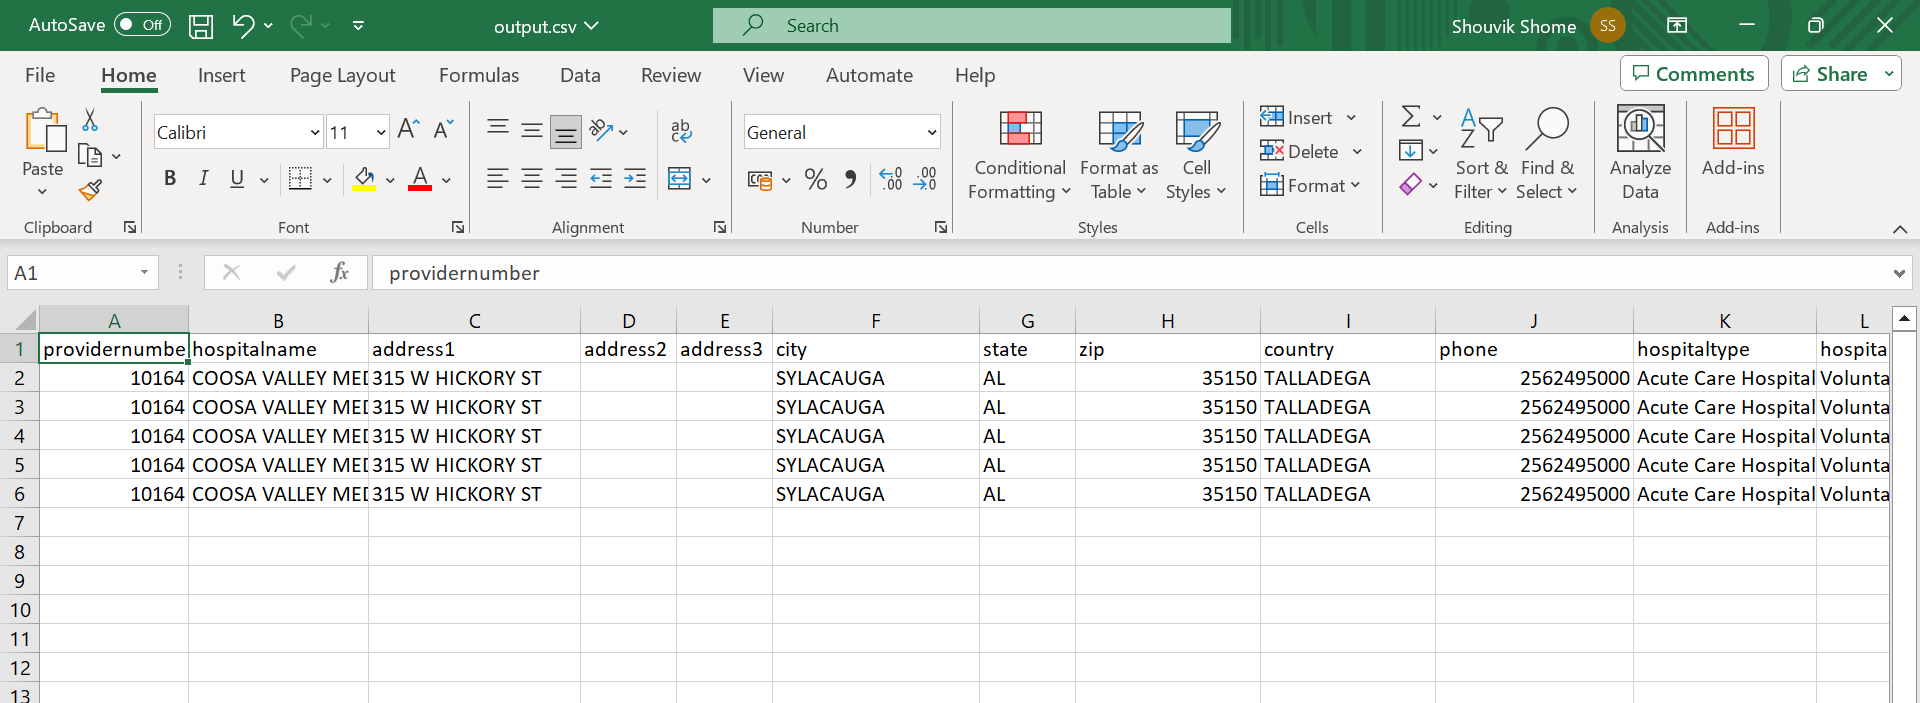 AutoSave Off output.csv Search Shouvik Shome SS
File Home Insert Page Layout Formulas Data Review View Automate Help Comments Share
Paste
Calibri 11
B I U
ab
General
Conditional Formatting
Format as Table
Cell Styles
Insert
Delete
Format
Sort & Filter
Find & Select
Analyze Data
Add-ins
Clipboard Font Alignment Number Styles Cells Editing Analysis Add-ins
A1 fx providernumber
A B C D E F G H I J K L
1 providernumbe hospitalname address1 address2 address3 city state zip country phone hospitaltype hospita
2 10164 COOSA VALLEY MED 315 W HICKORY ST SYLACAUGA AL 35150 TALLADEGA 2562495000 Acute Care Hospital Volunta
3 10164 COOSA VALLEY MED 315 W HICKORY ST SYLACAUGA AL 35150 TALLADEGA 2562495000 Acute Care Hospital Volunta
4 10164 COOSA VALLEY MED 315 W HICKORY ST SYLACAUGA AL 35150 TALLADEGA 2562495000 Acute Care Hospital Volunta
5 10164 COOSA VALLEY MED 315 W HICKORY ST SYLACAUGA AL 35150 TALLADEGA 2562495000 Acute Care Hospital Volunta
6 10164 COOSA VALLEY MED 315 W HICKORY ST SYLACAUGA AL 35150 TALLADEGA 2562495000 Acute Care Hospital Volunta
7
8
9
10
11
12
13